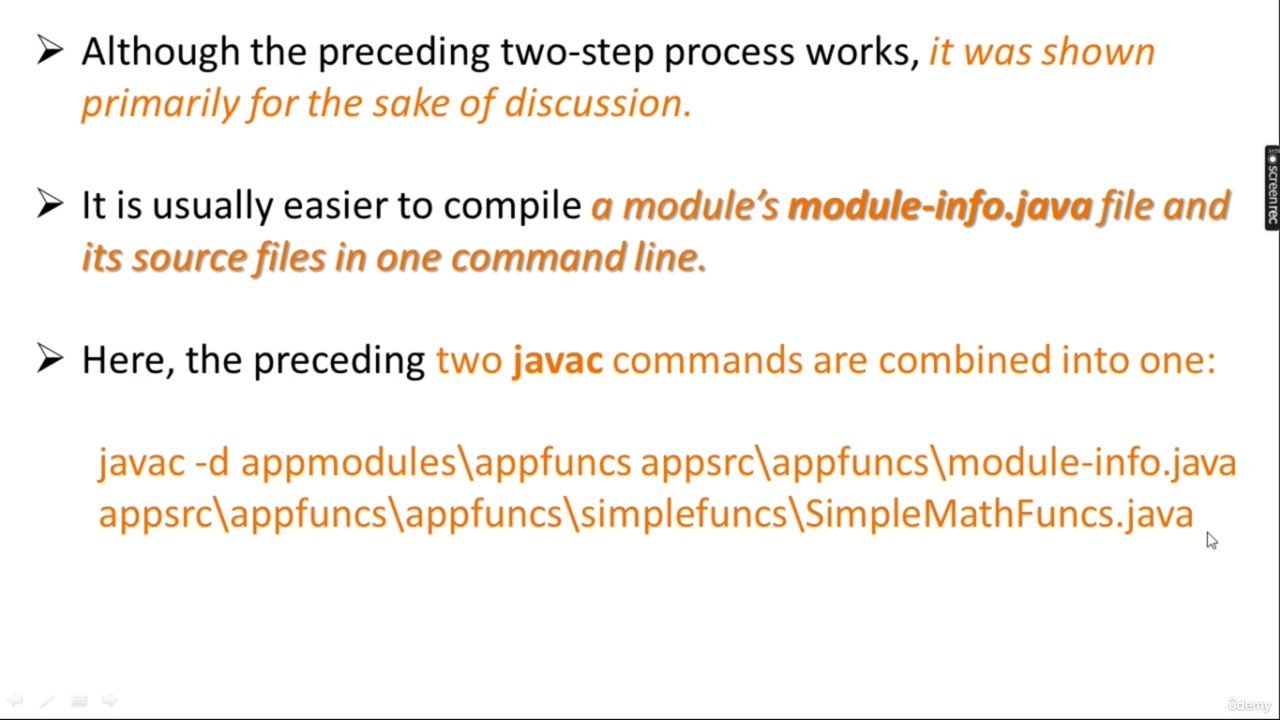 Although the preceding two-step process works, it was shown
primarily for the sake of discussion.
It is usually easier to compile a module's module-info.java file and
its source files in one command line.
Here, the preceding two javac commands are combined into one:
javac -d appmodules\appfuncs appsrc\appfuncs\module-info.java
appsrc\appfuncs\appfuncs\simplefuncs\SimpleMathFuncs.java
screenrec
ûdemy